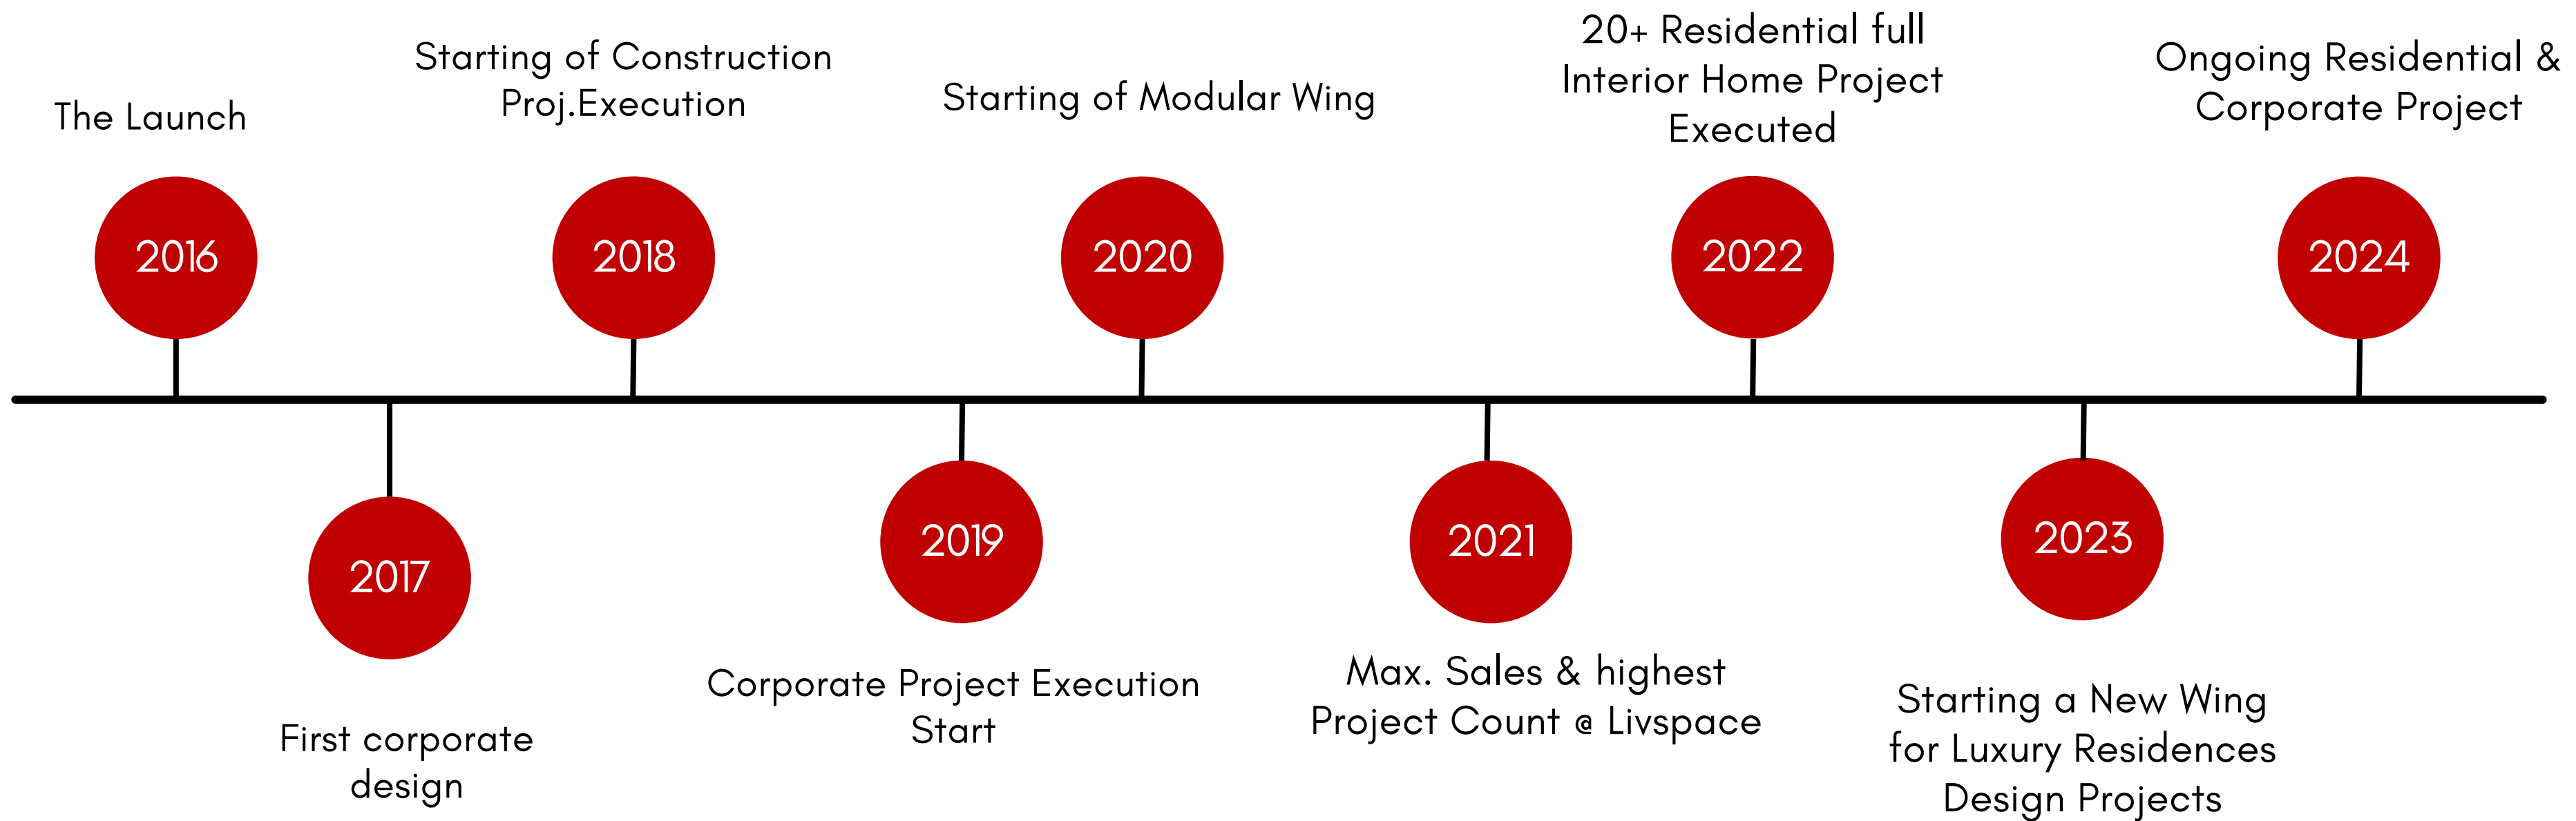 The Launch
2016
2017
First corporate
design
Starting of Construction
Proj.Execution
2018
2019
Corporate Project Execution
Start
Starting of Modular Wing
2020
2021
Max. Sales & highest
Project Count @ Livspace
20+ Residential full
Interior Home Project
Executed
2022
2023
Starting a New Wing
for Luxury Residences
Design Projects
Ongoing Residential &
Corporate Project
2024